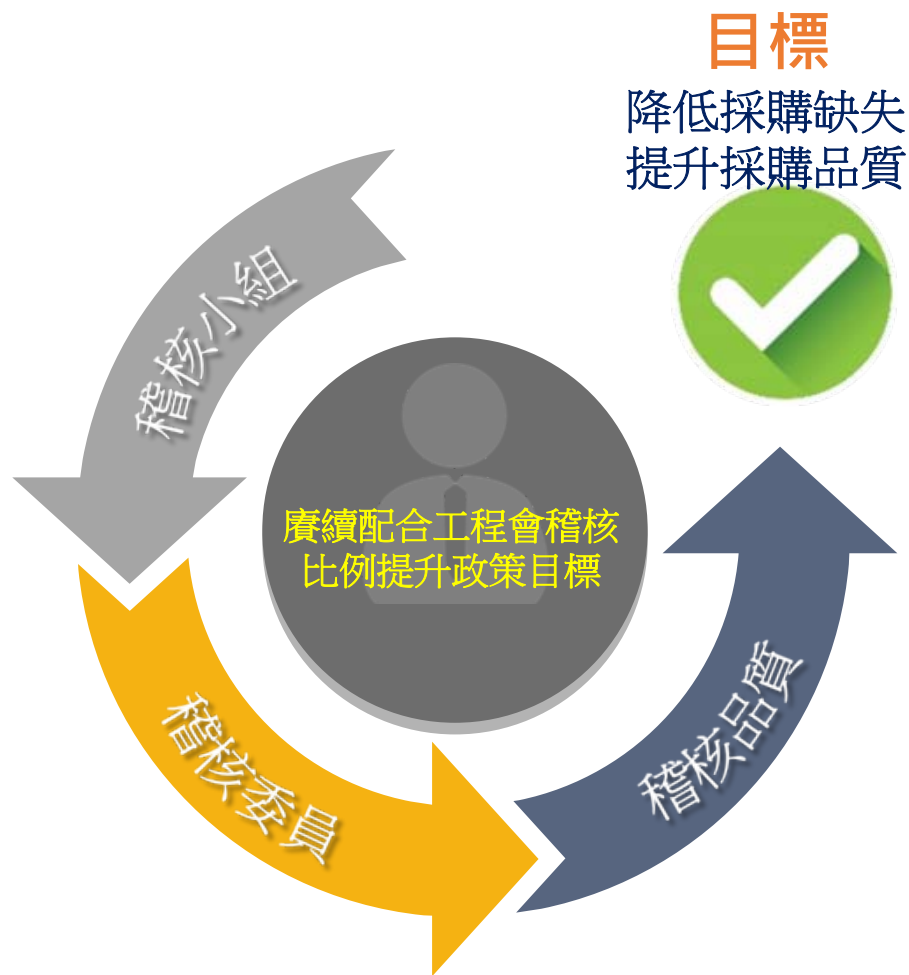 目標
降低採購缺失
提升採購品質
稽核小組
賡續配合工程會稽核
比例提升政策目標
稽核委員
稽核品質